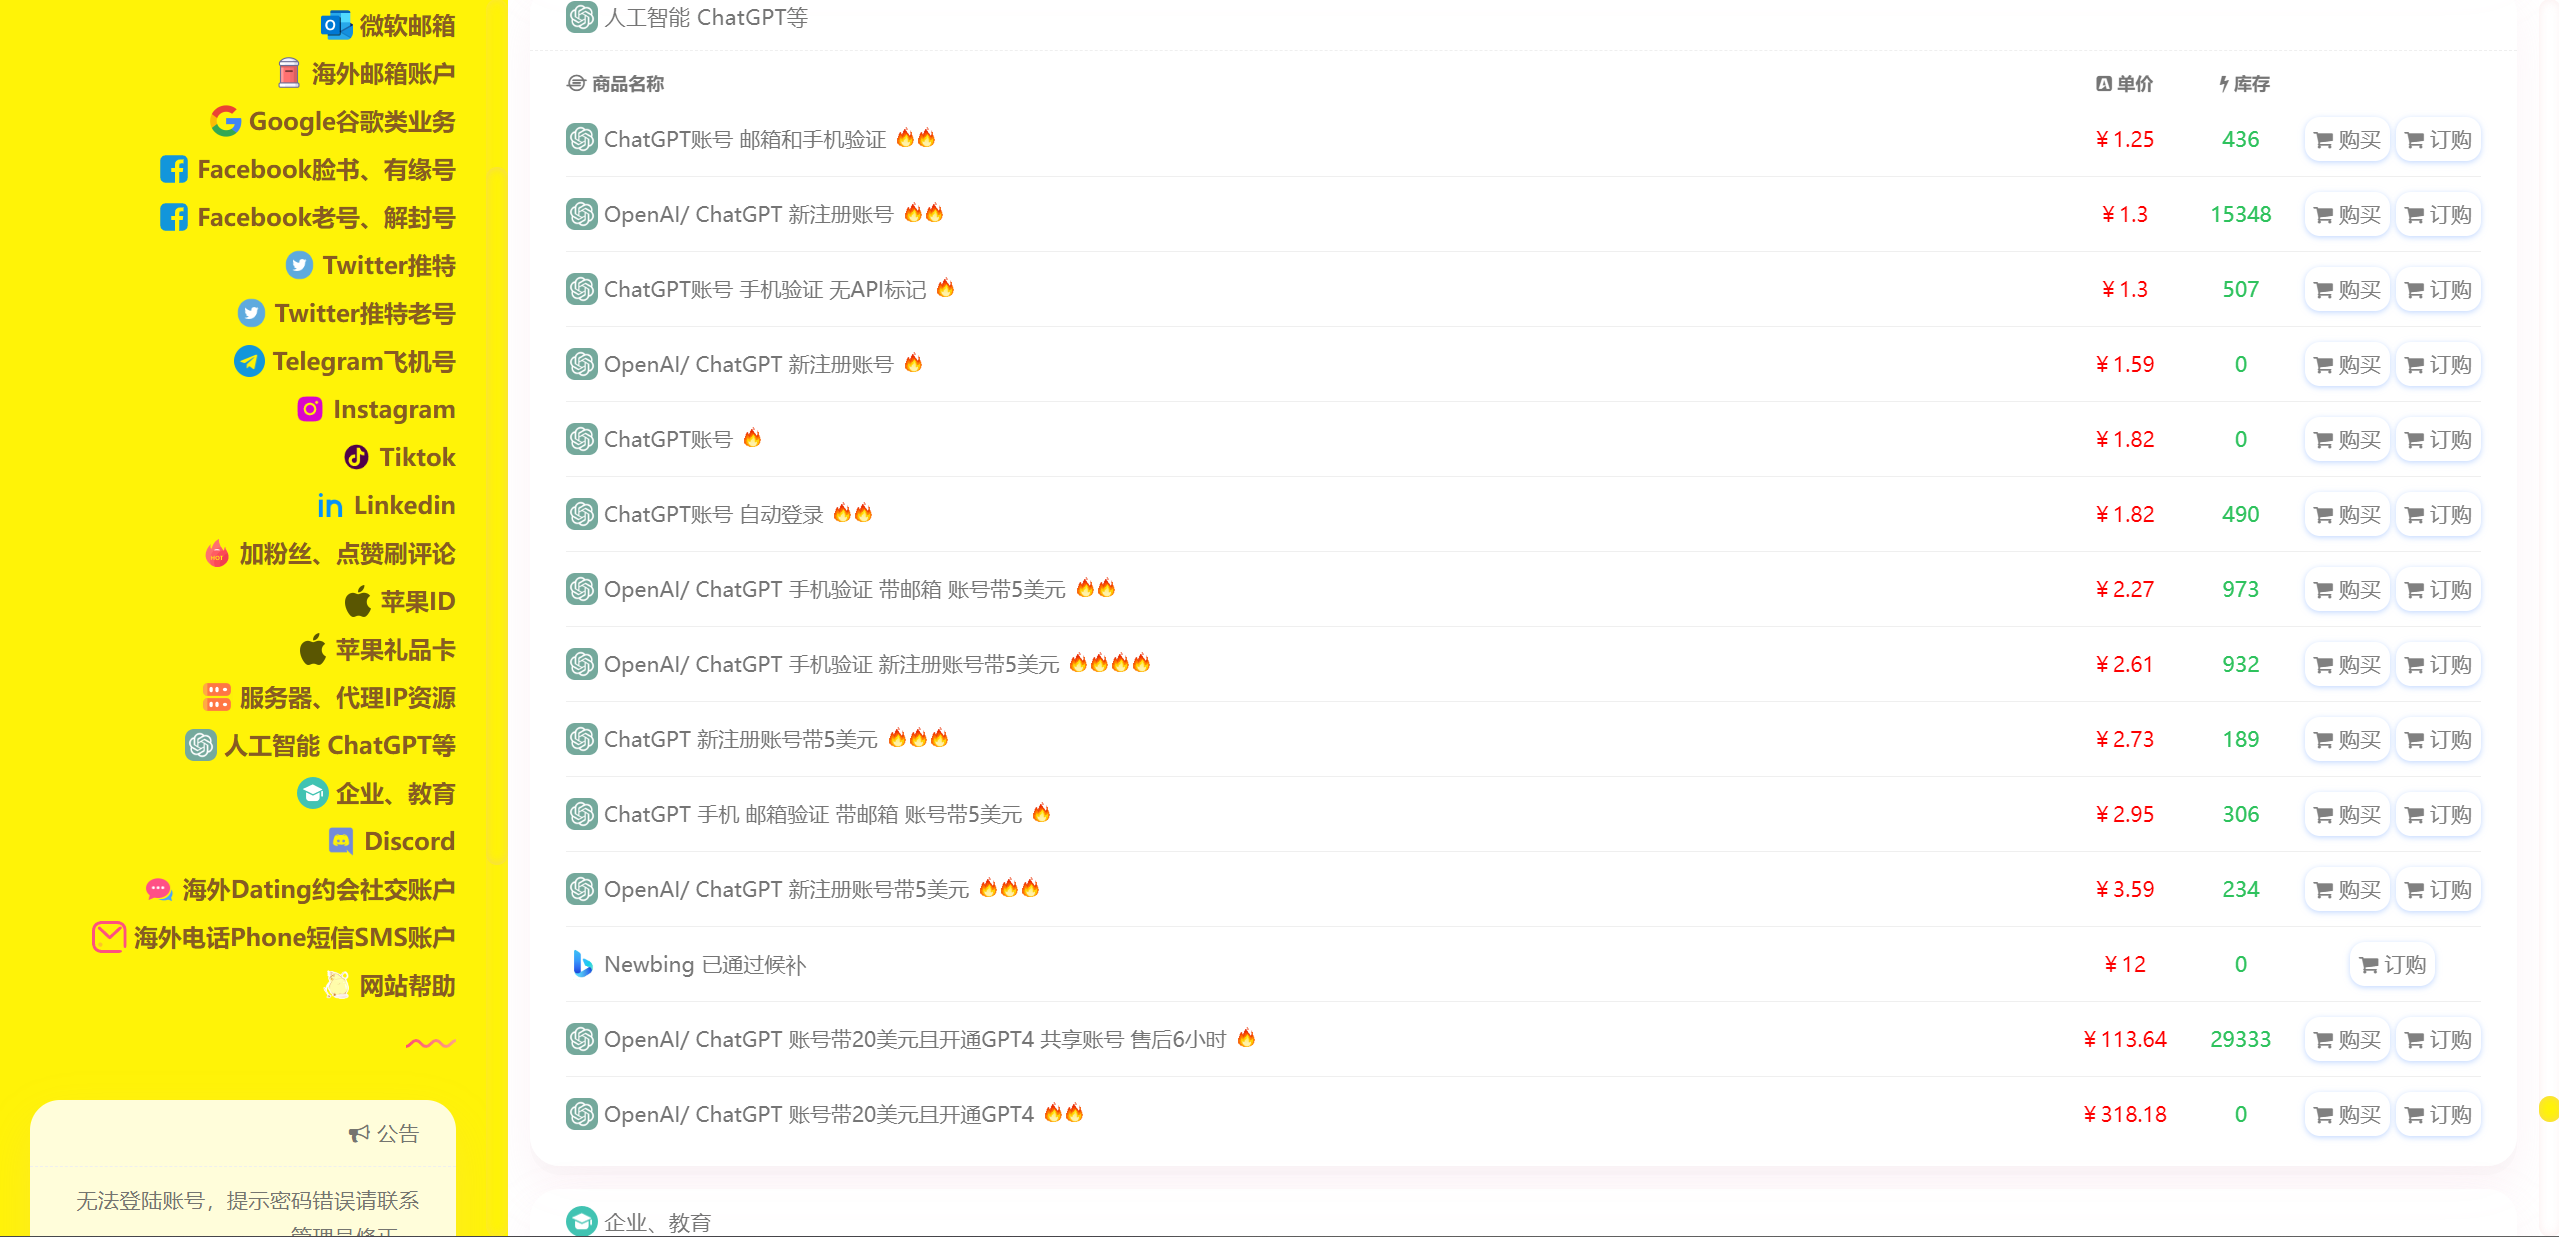 微软邮箱
海外邮箱账户
Google谷歌类业务
Facebook脸书、有缘号
Facebook老号、解封号
Twitter推特
Twitter推特老号
Telegram飞机号
Instagram
Tiktok
Linkedin
加粉丝、点赞刷评论
苹果ID
苹果礼品卡
服务器、代理IP资源
人工智能 ChatGPT等
企业、教育
Discord
海外Dating约会社交账户
海外电话Phone短信SMS账户
网站帮助
公告
无法登陆账号，提示密码错误请联系
管理员修正
人工智能 ChatGPT等
商品名称 单价 库存
ChatGPT账号 邮箱和手机验证 ¥1.25 436 购买 订购
OpenAI/ ChatGPT 新注册账号 ¥1.3 15348 购买 订购
ChatGPT账号 手机验证 无API标记 ¥1.3 507 购买 订购
OpenAI/ ChatGPT 新注册账号 ¥1.59 0 购买 订购
ChatGPT账号 ¥1.82 0 购买 订购
ChatGPT账号 自动登录 ¥1.82 490 购买 订购
OpenAI/ ChatGPT 手机验证 带邮箱 账号带5美元 ¥2.27 973 购买 订购
OpenAI/ ChatGPT 手机验证 新注册账号带5美元 ¥2.61 932 购买 订购
ChatGPT 新注册账号带5美元 ¥2.73 189 购买 订购
ChatGPT 手机 邮箱验证 带邮箱 账号带5美元 ¥2.95 306 购买 订购
OpenAI/ ChatGPT 新注册账号带5美元 ¥3.59 234 购买 订购
Newbing 已通过候补 ¥12 0 订购
OpenAI/ ChatGPT 账号带20美元且开通GPT4 共享账号 售后6小时 ¥113.64 29333 购买 订购
OpenAI/ ChatGPT 账号带20美元且开通GPT4 ¥318.18 0 购买 订购
企业、教育